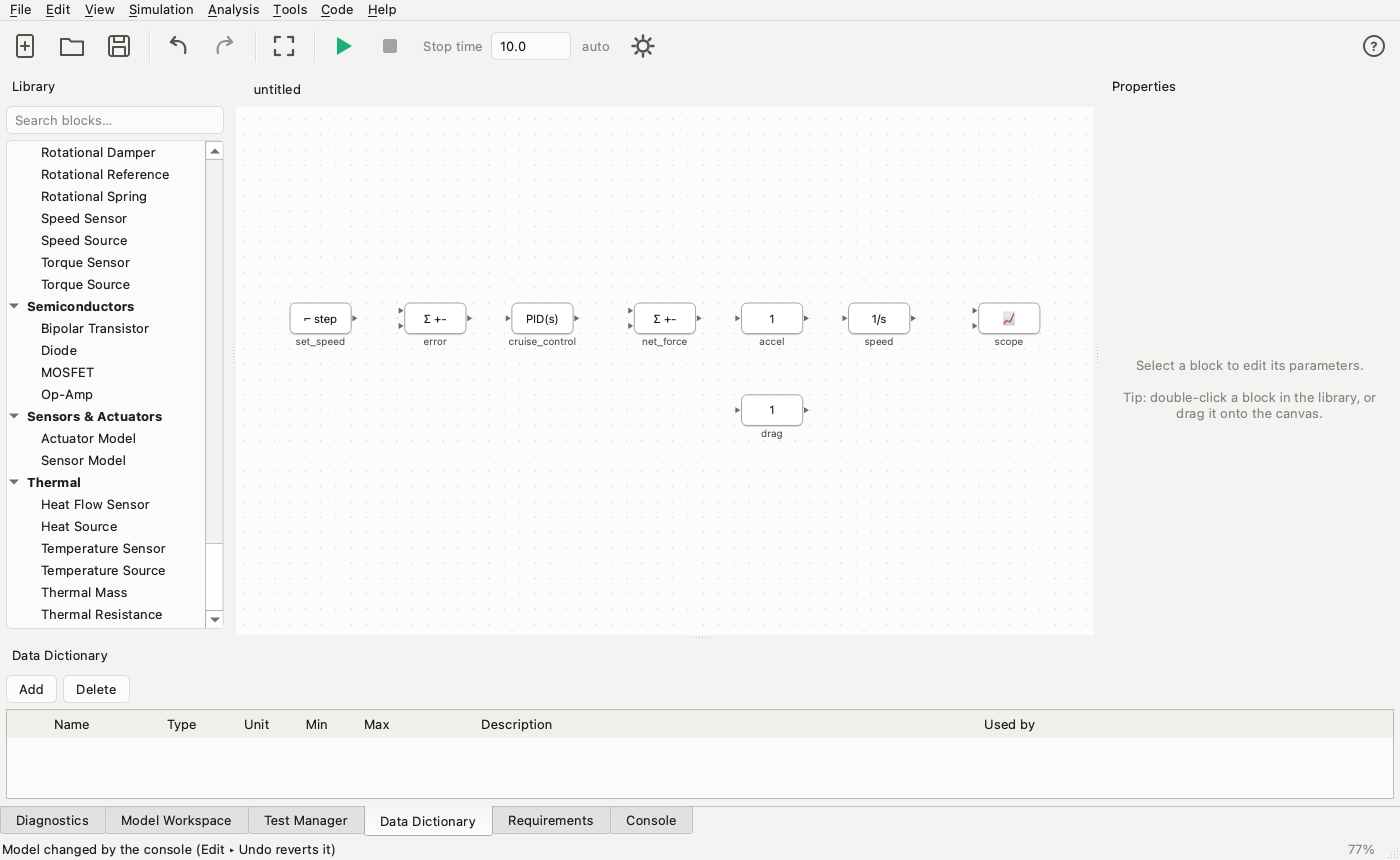 File Edit View Simulation Analysis Tools Code Help
Stop time 10.0 auto
Library
untitled
Properties
Search blocks...
Rotational Damper
Rotational Reference
Rotational Spring
Speed Sensor
Speed Source
Torque Sensor
Torque Source
Semiconductors
Bipolar Transistor
Diode
MOSFET
Op-Amp
Sensors & Actuators
Actuator Model
Sensor Model
Thermal
Heat Flow Sensor
Heat Source
Temperature Sensor
Temperature Source
Thermal Mass
Thermal Resistance
⌐ step
Σ +-
PID(s)
Σ +-
1
1/s
set_speed
error
cruise_control
net_force
accel
speed
scope
1
drag
Select a block to edit its parameters.
Tip: double-click a block in the library, or
drag it onto the canvas.
Data Dictionary
Add Delete
Name Type Unit Min Max Description Used by
Diagnostics Model Workspace Test Manager Data Dictionary Requirements Console
Model changed by the console (Edit ▸ Undo reverts it)
77%